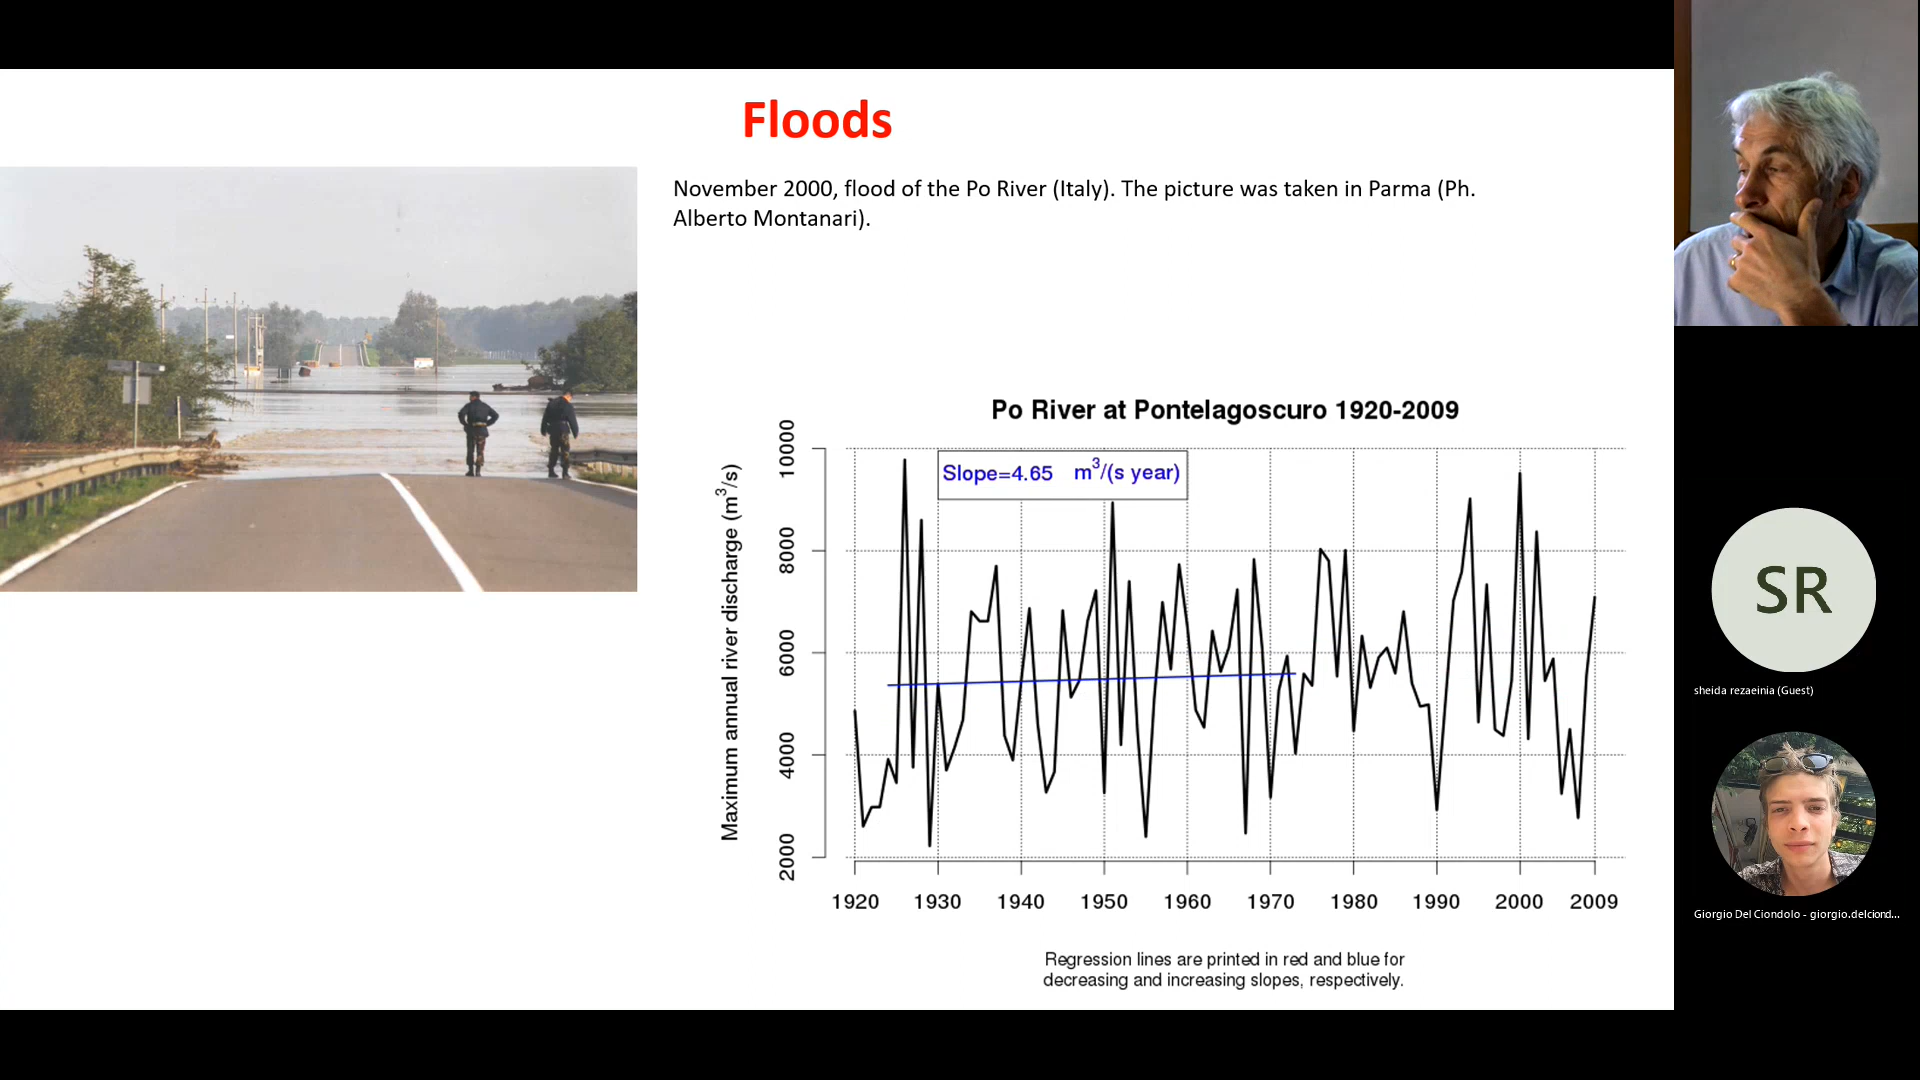 Floods
November 2000, flood of the Po River (Italy). The picture was taken in Parma (Ph.
Alberto Montanari).
Po River at Pontelagoscuro 1920-2009
Slope=4.65 m³/(s year)
Maximum annual river discharge (m³/s)
10000
8000
6000
4000
2000
1920 1930 1940 1950 1960 1970 1980 1990 2000 2009
Regression lines are printed in red and blue for
decreasing and increasing slopes, respectively.
SR
sheida rezaeinia (Guest)
Giorgio Del Ciondolo - giorgio.delciond...